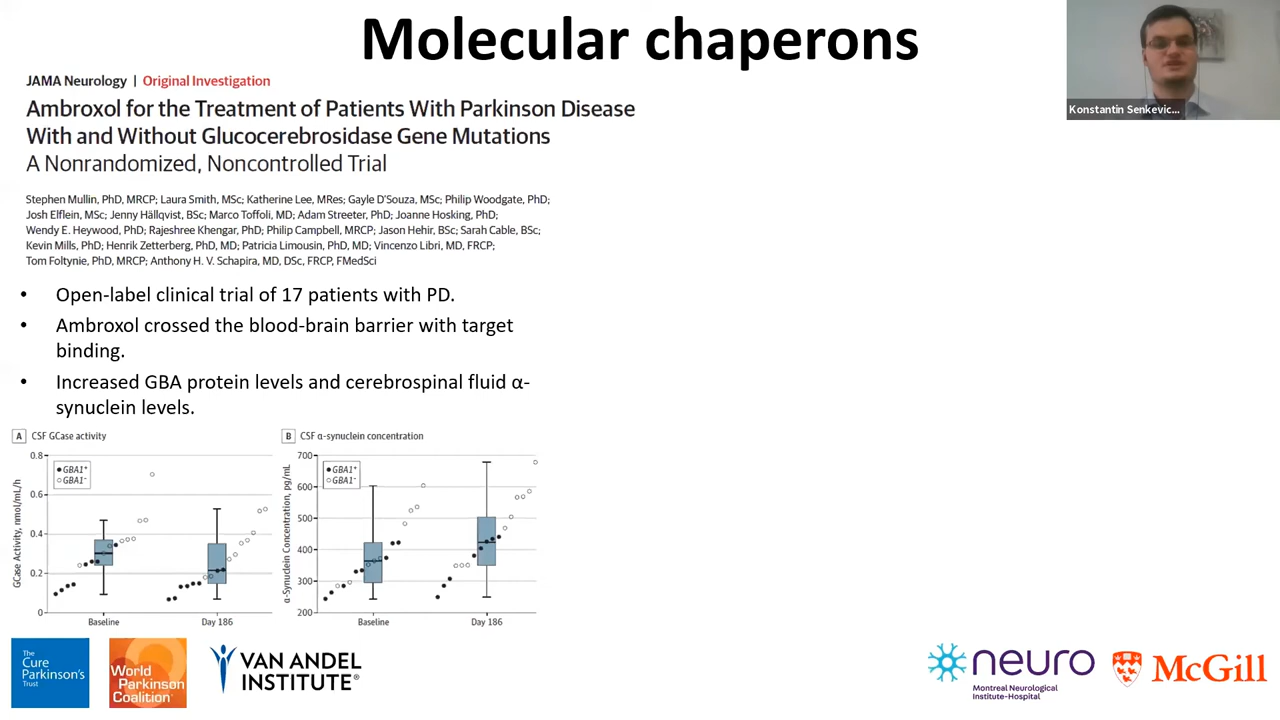 Molecular chaperons
Konstantin Senkevic...
JAMA Neurology | Original Investigation
Ambroxol for the Treatment of Patients With Parkinson Disease
With and Without Glucocerebrosidase Gene Mutations
A Nonrandomized, Noncontrolled Trial
Stephen Mullin, PhD, MRCP; Laura Smith, MSc; Katherine Lee, MRes; Gayle D'Souza, MSc; Philip Woodgate, PhD;
Josh Elflein, MSc; Jenny Hällqvist, BSc; Marco Toffoli, MD; Adam Streeter, PhD; Joanne Hosking, PhD;
Wendy E. Heywood, PhD; Rajeshree Khengar, PhD; Philip Campbell, MRCP; Jason Hehir, BSc; Sarah Cable, BSc;
Kevin Mills, PhD; Henrik Zetterberg, PhD, MD; Patricia Limousin, PhD, MD; Vincenzo Libri, MD, FRCP;
Tom Foltynie, PhD, MRCP; Anthony H. V. Schapira, MD, DSc, FRCP, FMedSci
• Open-label clinical trial of 17 patients with PD.
• Ambroxol crossed the blood-brain barrier with target
binding.
• Increased GBA protein levels and cerebrospinal fluid α-
synuclein levels.
A CSF GCase activity
GCase Activity, nmol/mL/h
0.8
0.6
0.4
0.2
0
GBA1+
GBA1-
Baseline
Day 186
B CSF α-synuclein concentration
α-Synuclein Concentration, pg/mL
700
600
500
400
300
200
GBA1+
GBA1-
Baseline
Day 186
The
Cure
Parkinson's
Trust
World
Parkinson
Coalition
VAN ANDEL
INSTITUTE®
neuro
Montreal Neurological
Institute-Hospital
McGill